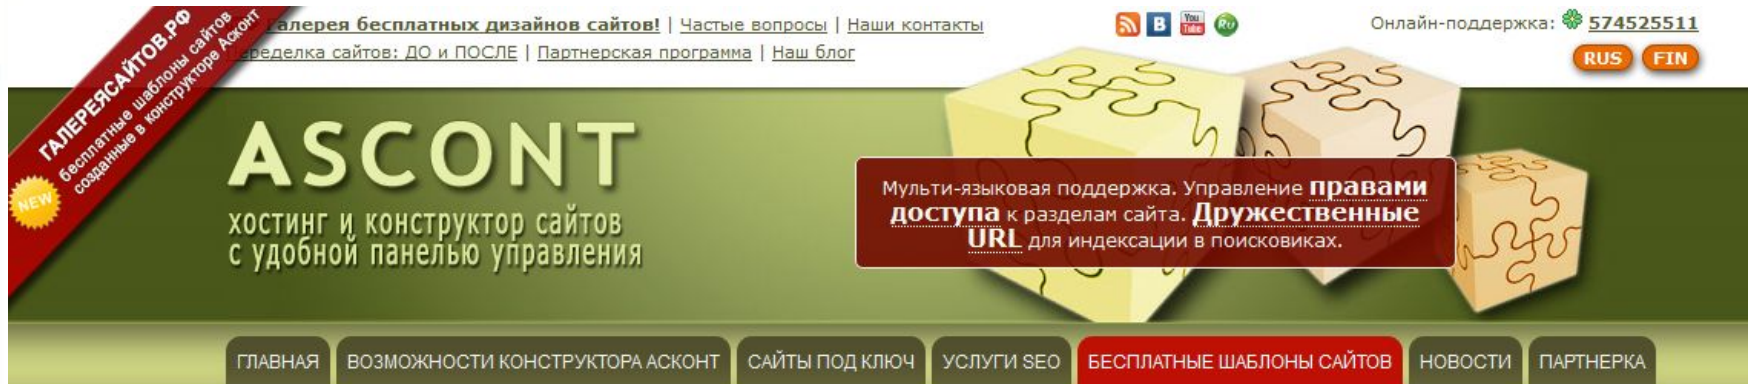 ГАЛЕРЕЯСАЙТОВ.РФ
бесплатные шаблоны сайтов
созданные в конструкторе Асконт
NEW
Галерея бесплатных дизайнов сайтов! | Частые вопросы | Наши контакты
Переделка сайтов: ДО и ПОСЛЕ | Партнерская программа | Наш блог
B You Tube Ru
Онлайн-поддержка: 574525511
RUS FIN
ASCONT
хостинг и конструктор сайтов
с удобной панелью управления
Мульти-языковая поддержка. Управление правами
доступа к разделам сайта. Дружественные
URL для индексации в поисковиках.
ГЛАВНАЯ ВОЗМОЖНОСТИ КОНСТРУКТОРА АСКОНТ САЙТЫ ПОД КЛЮЧ УСЛУГИ SEO БЕСПЛАТНЫЕ ШАБЛОНЫ САЙТОВ НОВОСТИ ПАРТНЕРКА